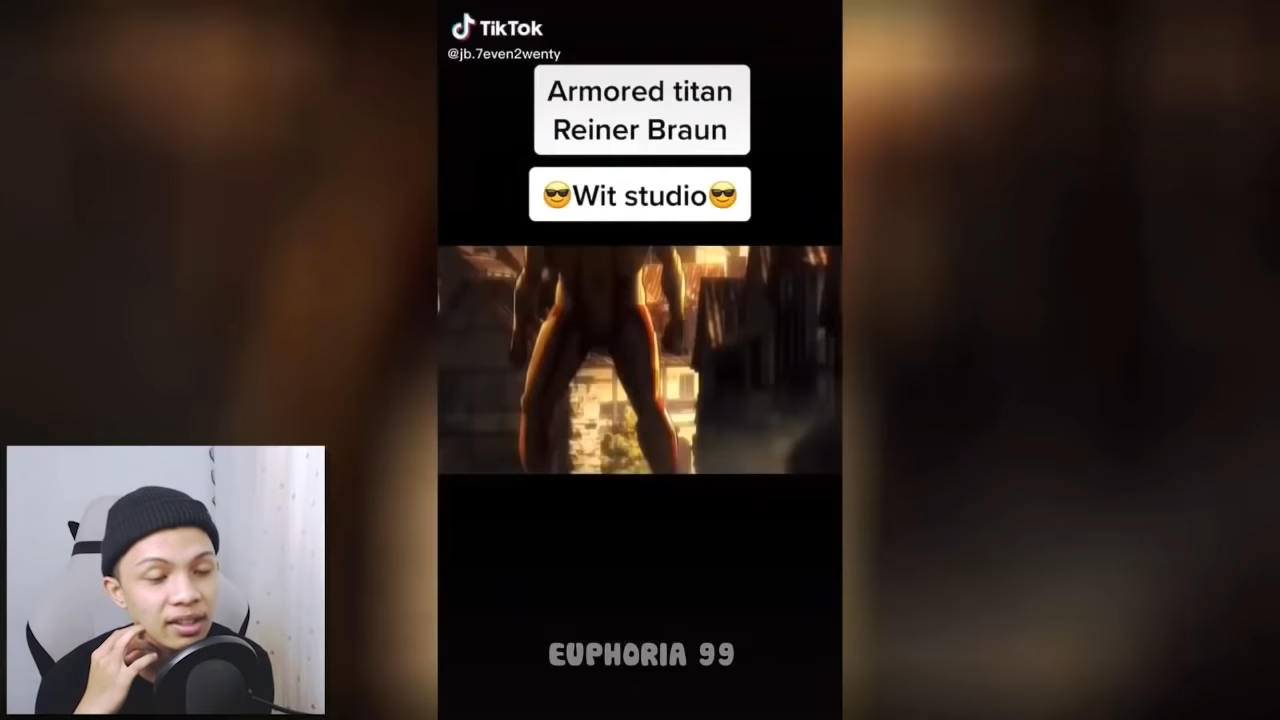 TikTok
@jb.7even2wenty
Armored titan
Reiner Braun
😎Wit studio😎
EUPHORIA 99